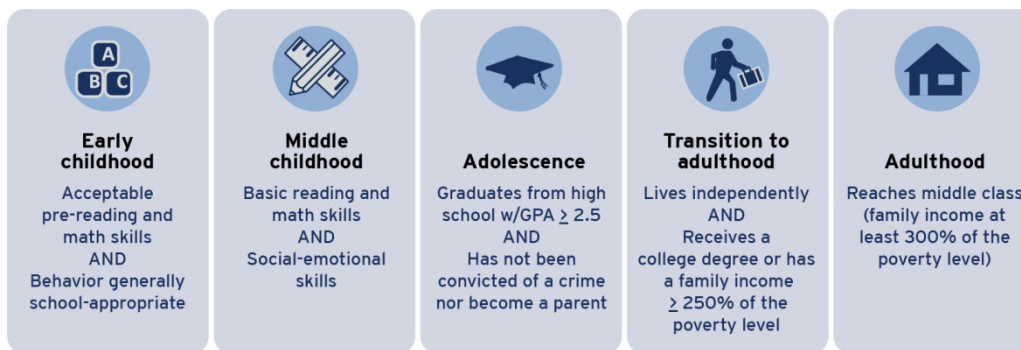 A
B C
Early
childhood
Acceptable
pre-reading and
math skills
AND
Behavior generally
school-appropriate
Middle
childhood
Basic reading and
math skills
AND
Social-emotional
skills
Adolescence
Graduates from high
school w/GPA ≥ 2.5
AND
Has not been
convicted of a crime
nor become a parent
Transition to
adulthood
Lives independently
AND
Receives a
college degree or has
a family income
≥ 250% of the
poverty level
Adulthood
Reaches middle class
(family income at
least 300% of the
poverty level)